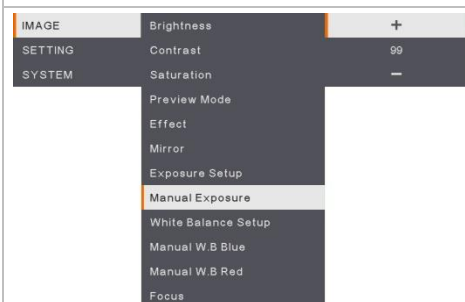 IMAGE
SETTING
SYSTEM
Brightness
Contrast
Saturation
Preview Mode
Effect
Mirror
Exposure Setup
Manual Exposure
White Balance Setup
Manual W.B Blue
Manual W.B Red
Focus
+
99
−